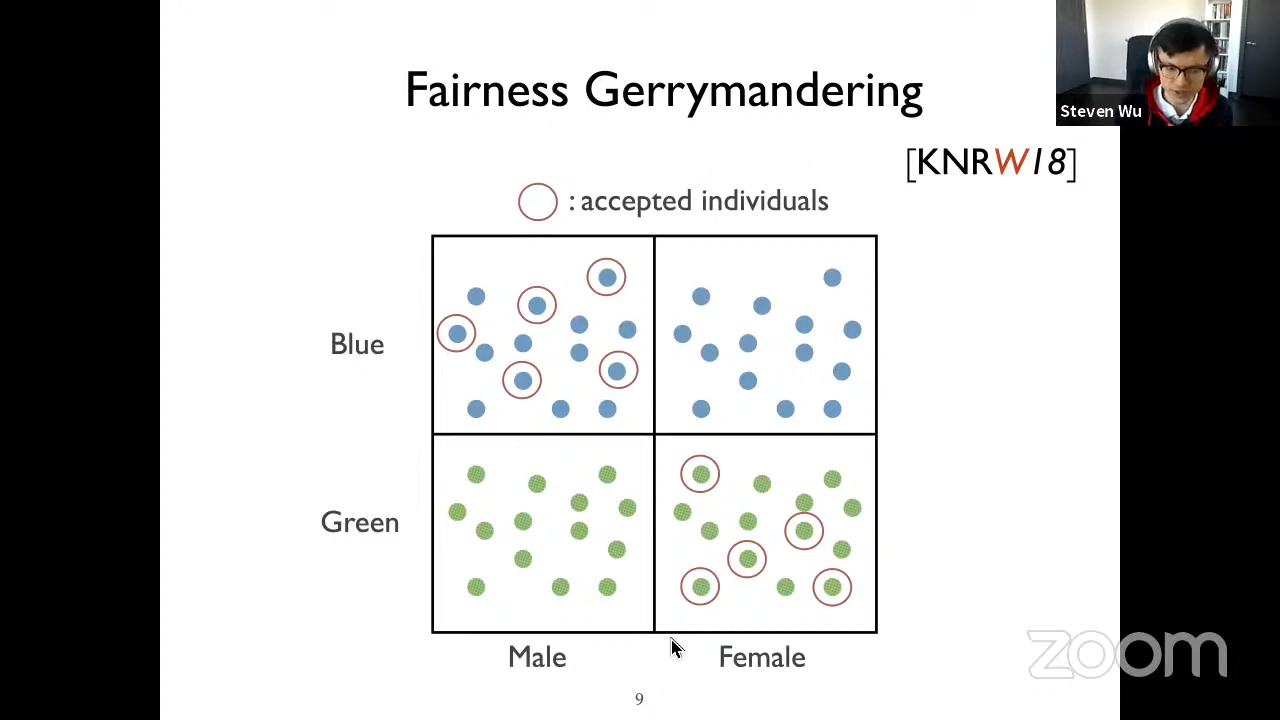 Fairness Gerrymandering
Steven Wu
[KNRW18]
: accepted individuals
Blue
Green
Male Female
9
zoom